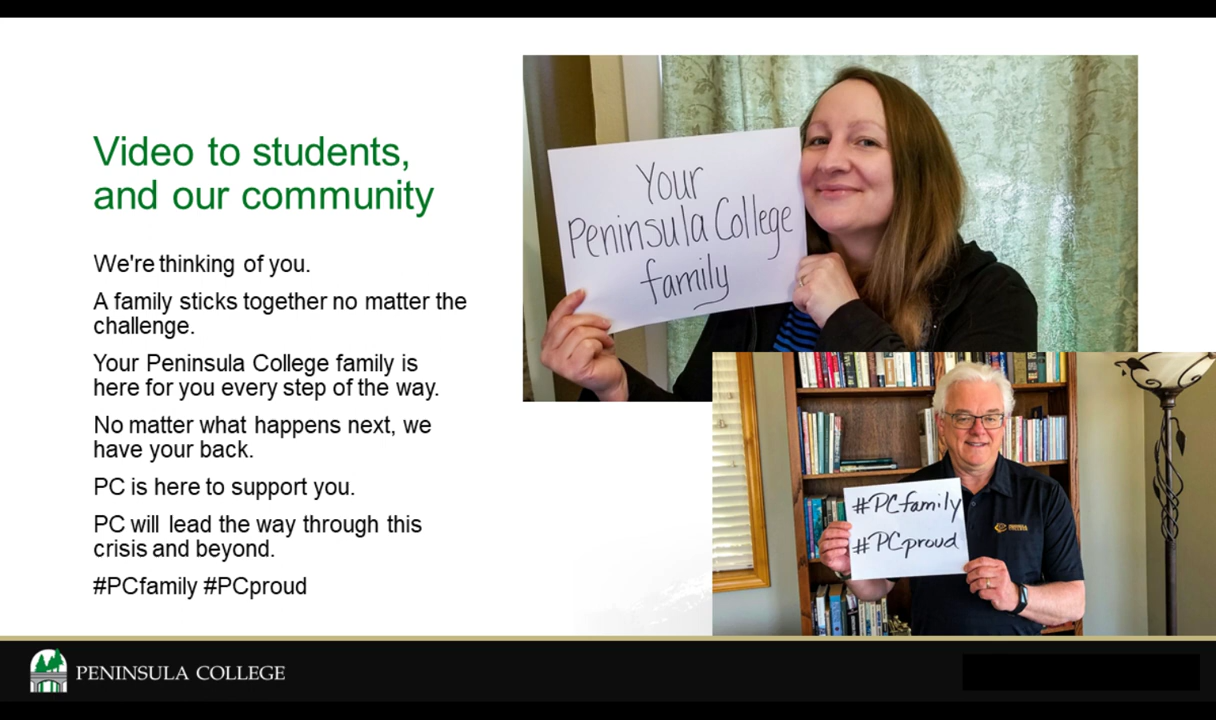 Video to students,
and our community
We're thinking of you.
A family sticks together no matter the
challenge.
Your Peninsula College family is
here for you every step of the way.
No matter what happens next, we
have your back.
PC is here to support you.
PC will lead the way through this
crisis and beyond.
#PCfamily #PCproud
Your
Peninsula College
family
#PCfamily
#PCproud
PENINSULA COLLEGE